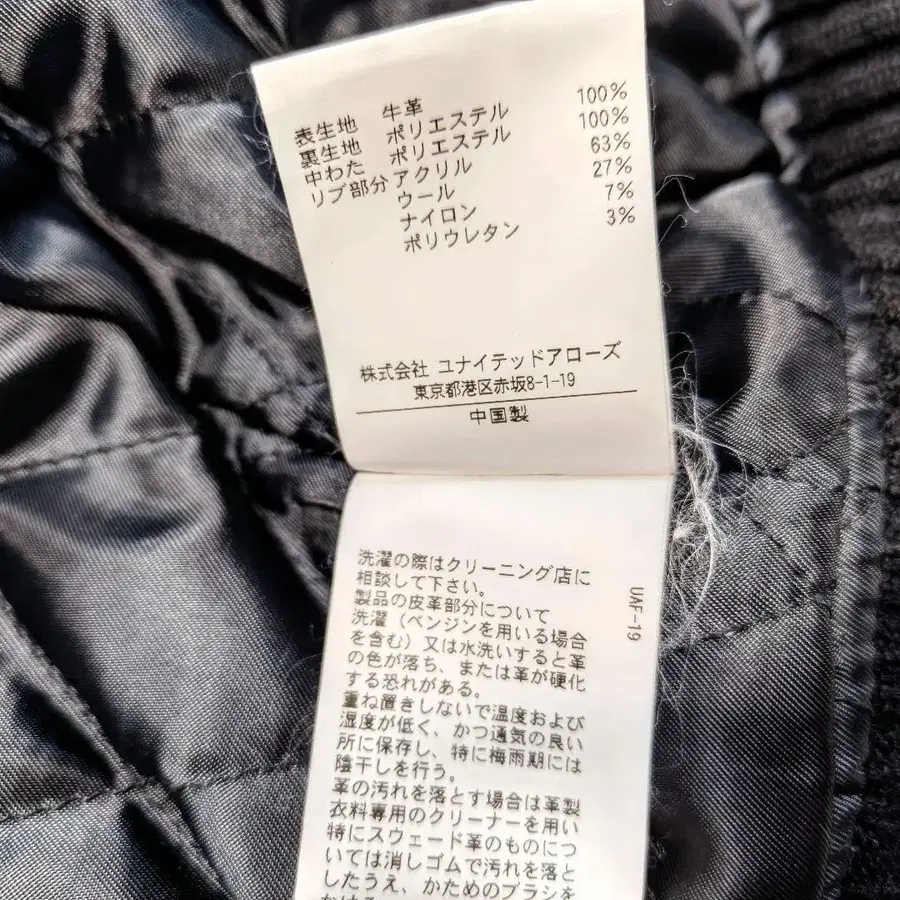 表生地 牛革
裏生地 ポリエステル 100%
中わた ポリエステル 100%
リブ部分 アクリル 63%
ウール 27%
ナイロン 7%
ポリウレタン 3%
株式会社 ユナイテッドアローズ
東京都港区赤坂8-1-19
中国製
洗濯の際はクリーニング店に
相談して下さい。
製品の皮革部分について
洗濯（ベンジンを用いる場合
を含む）又は水洗いすると革
の色が落ち、または革が硬化
する恐れがある。
重ね置きしないで温度および
湿度が低く、かつ通気の良い
所に保存し、特に梅雨期には
陰干しを行う。
革の汚れを落とす場合は革製
衣料専用のクリーナーを用い
特にスウェード革のものにつ
いては消しゴムで汚れを落と
したうえ、かためのブラシを
UAF-19